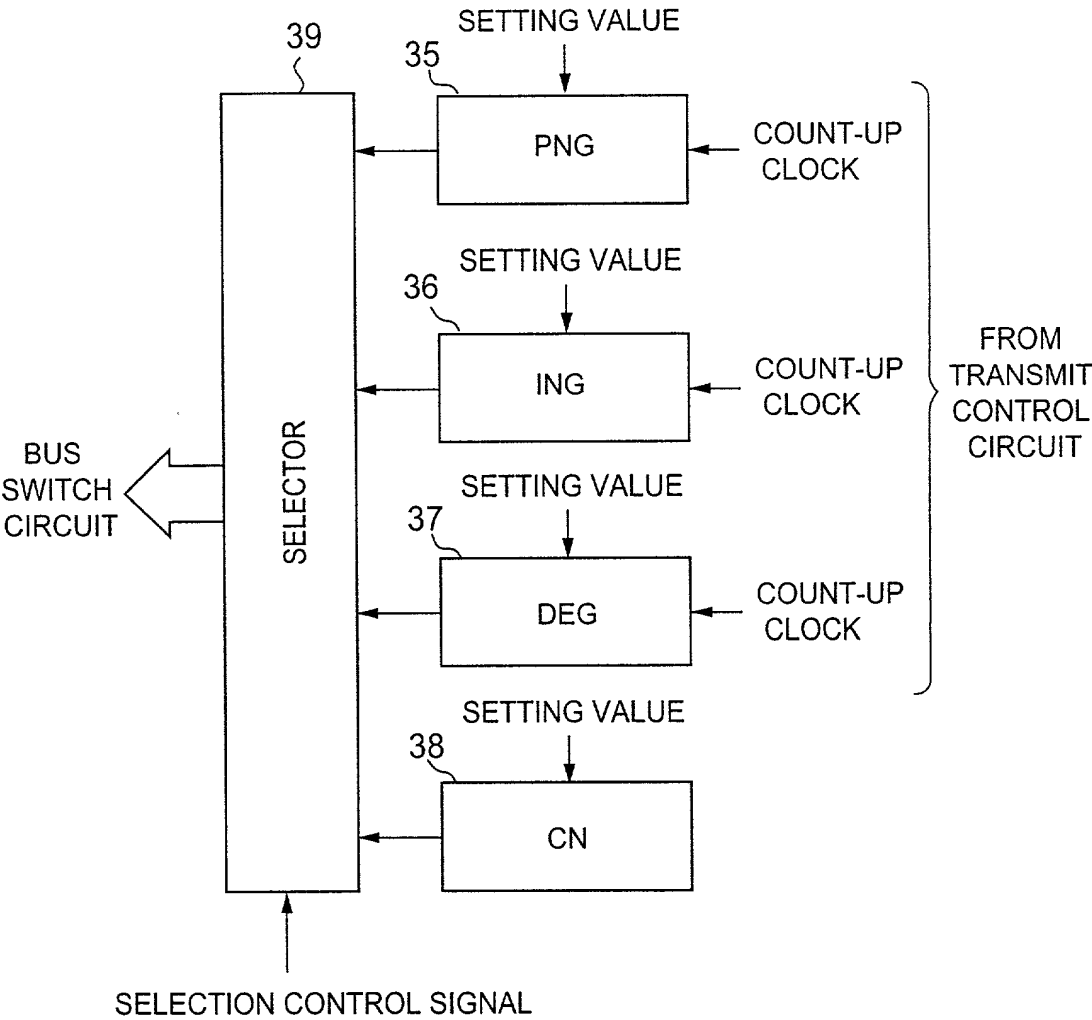 SETTING VALUE
39
35
PNG
COUNT-UP
CLOCK
SETTING VALUE
36
ING
COUNT-UP
CLOCK
FROM
TRANSMIT
CONTROL
CIRCUIT
BUS
SWITCH
CIRCUIT
SELECTOR
SETTING VALUE
37
DEG
COUNT-UP
CLOCK
SETTING VALUE
38
CN
SELECTION CONTROL SIGNAL